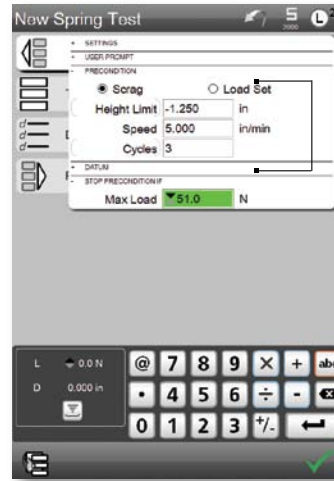 New Spring Test
5
2000
L
+ SETTINGS
+ USER PROMPT
- PRECONDITION
Scrag Load Set
Height Limit -1.250 in
Speed 5.000 in/min
Cycles 3
+ DATUM
- STOP PRECONDITION IF
Max Load 51.0 N
d
d
d
L 0.0 N
D 0.000 in
@ 7 8 9 × + abc
. 4 5 6 ÷ -
0 1 2 3 +/-